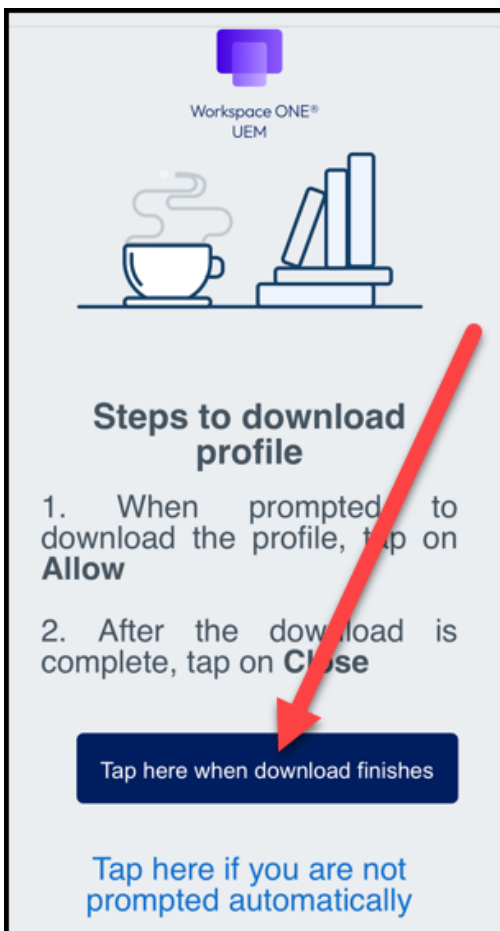 Workspace ONE®
UEM
Steps to download
profile
1. When prompted to
download the profile, tap on
Allow
2. After the download is
complete, tap on Close
Tap here when download finishes
Tap here if you are not
prompted automatically